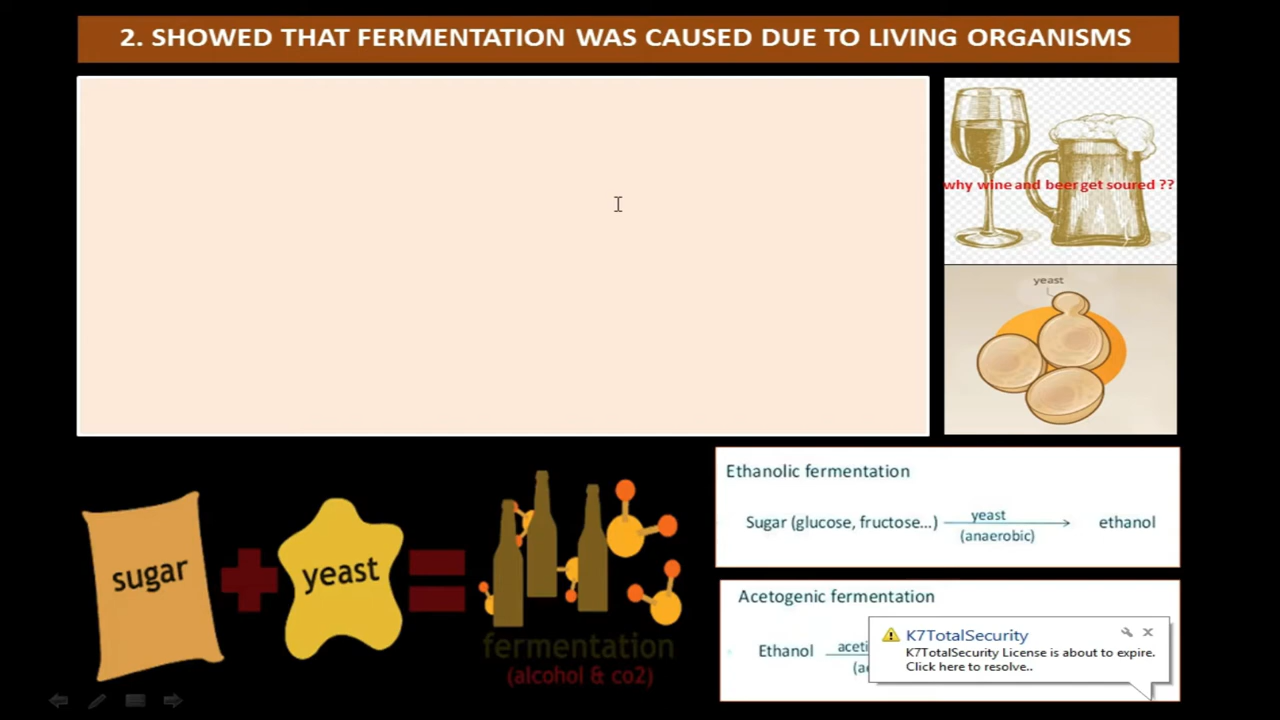 2. SHOWED THAT FERMENTATION WAS CAUSED DUE TO LIVING ORGANISMS
why wine and beer get soured ??
yeast
sugar
yeast
fermentation
(alcohol & co2)
Ethanolic fermentation
Sugar (glucose, fructose...)
yeast
(anaerobic)
ethanol
Acetogenic fermentation
Ethanol
K7TotalSecurity
K7TotalSecurity License is about to expire.
Click here to resolve..